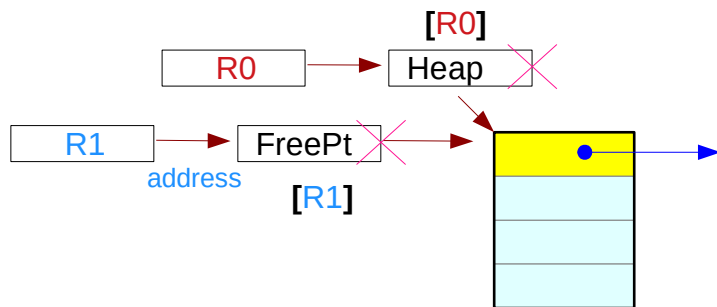 [R0]
R0
Heap
R1
FreePt
address
[R1]